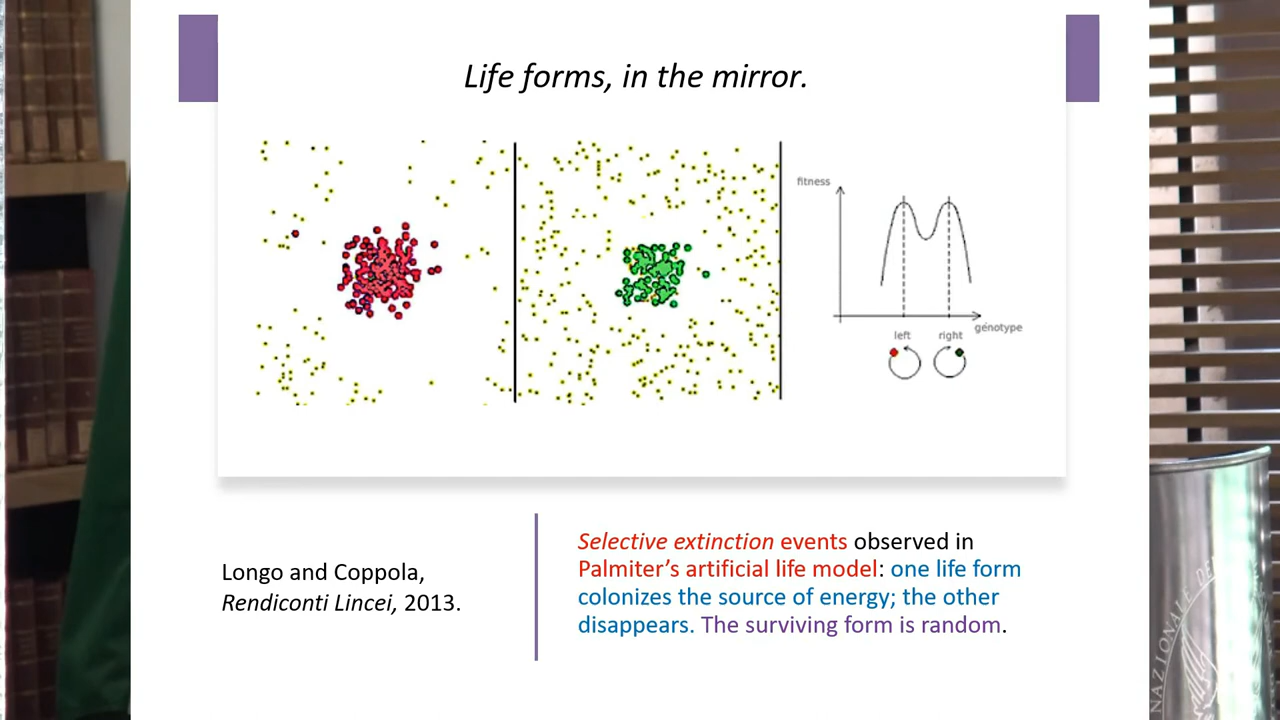 Life forms, in the mirror.
fitness
genotype
left right
Longo and Coppola,
Rendiconti Lincei, 2013.
Selective extinction events observed in
Palmiter’s artificial life model: one life form
colonizes the source of energy; the other
disappears. The surviving form is random.
NAZIONALE DE